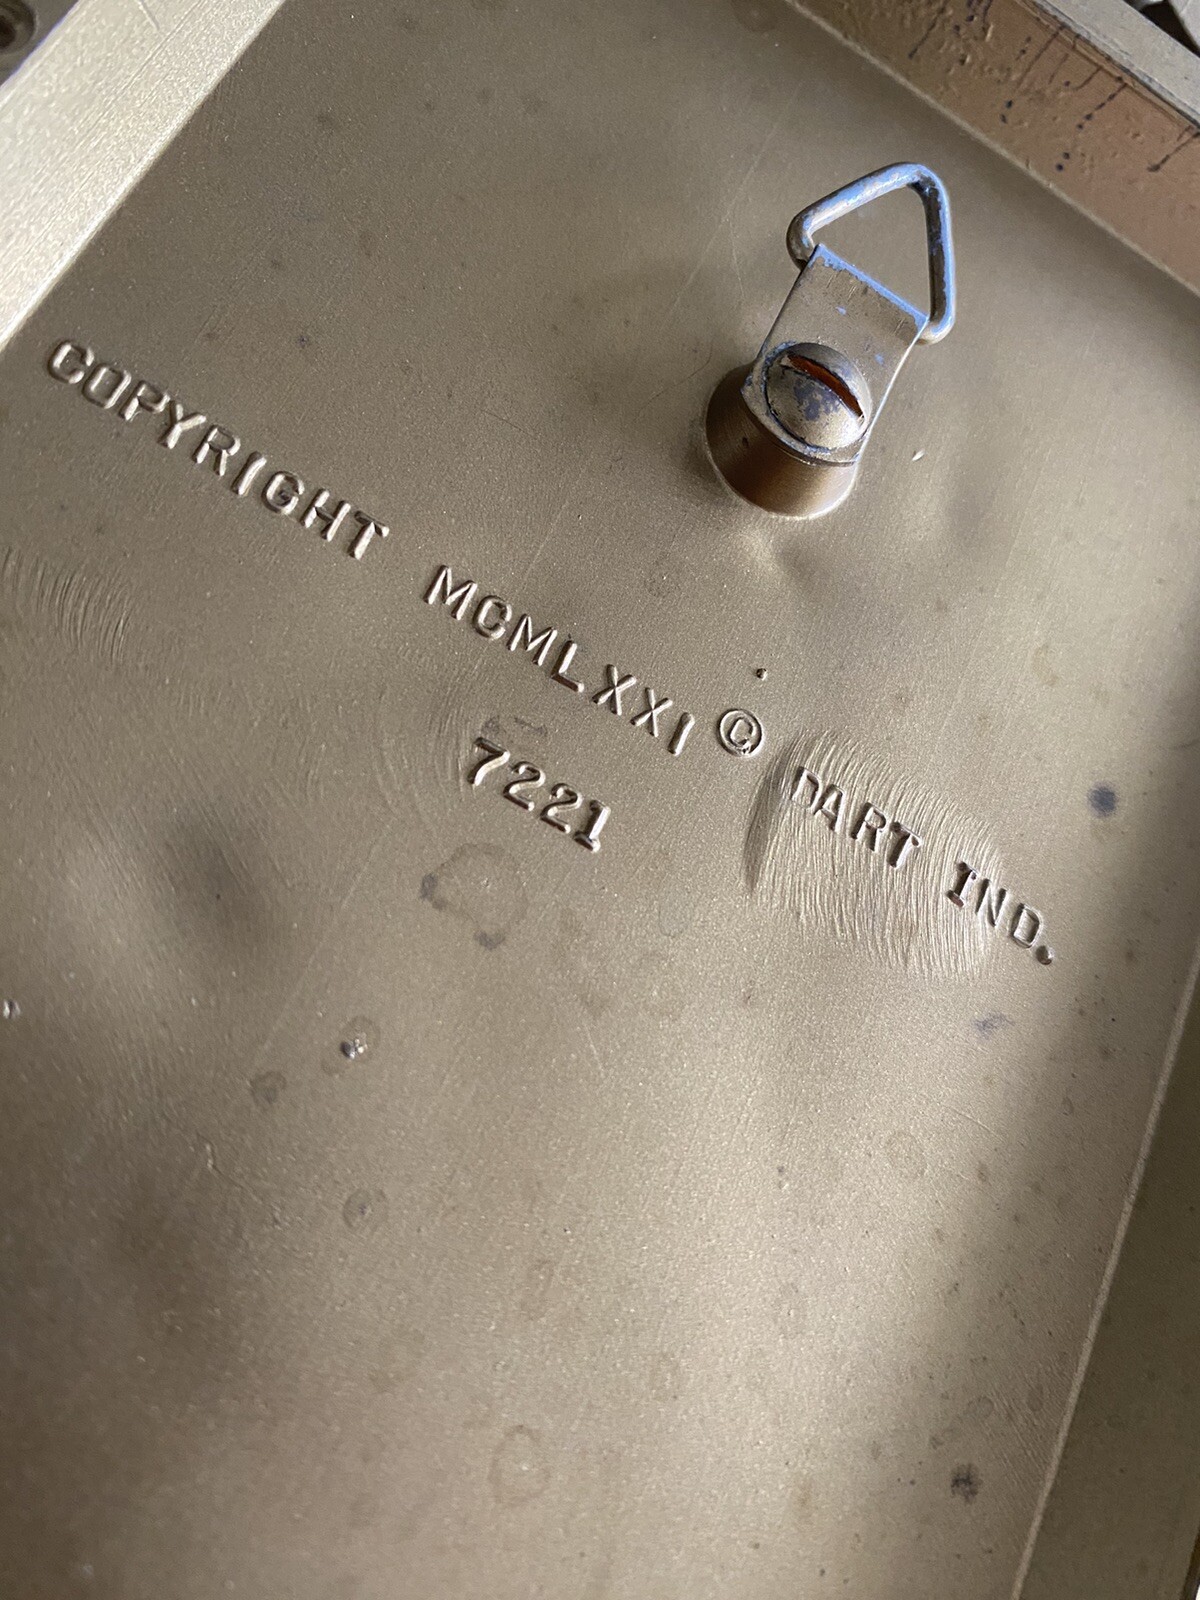 COPYRIGHT MCMLXXI © DART IND.
7221